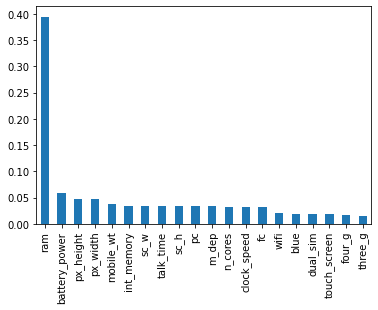 0.40
0.35
0.30
0.25
0.20
0.15
0.10
0.05
0.00
ram
battery_power
px_height
px_width
mobile_wt
int_memory
sc_w
talk_time
sc_h
pc
m_dep
n_cores
clock_speed
fc
wifi
blue
dual_sim
touch_screen
four_g
three_g